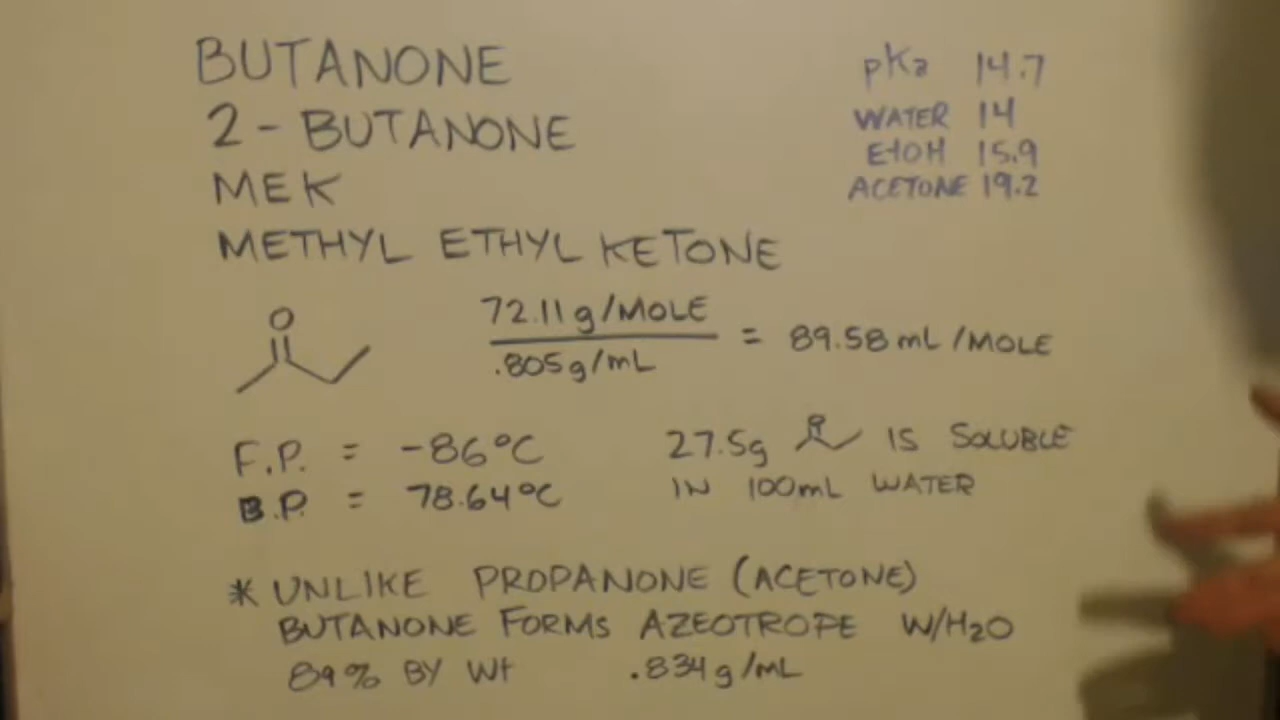 BUTANONE
2-BUTANONE
MEK
METHYL ETHYL KETONE
pKa 14.7
WATER 14
EtOH 15.9
ACETONE 19.2
O
72.11 g/MOLE
.805 g/mL
= 89.58 mL/MOLE
F.P. = -86°C
B.P. = 78.64°C
27.5g O IS SOLUBLE
IN 100mL WATER
* UNLIKE PROPANONE (ACETONE)
BUTANONE FORMS AZEOTROPE W/H2O
89% BY Wt .834 g/mL